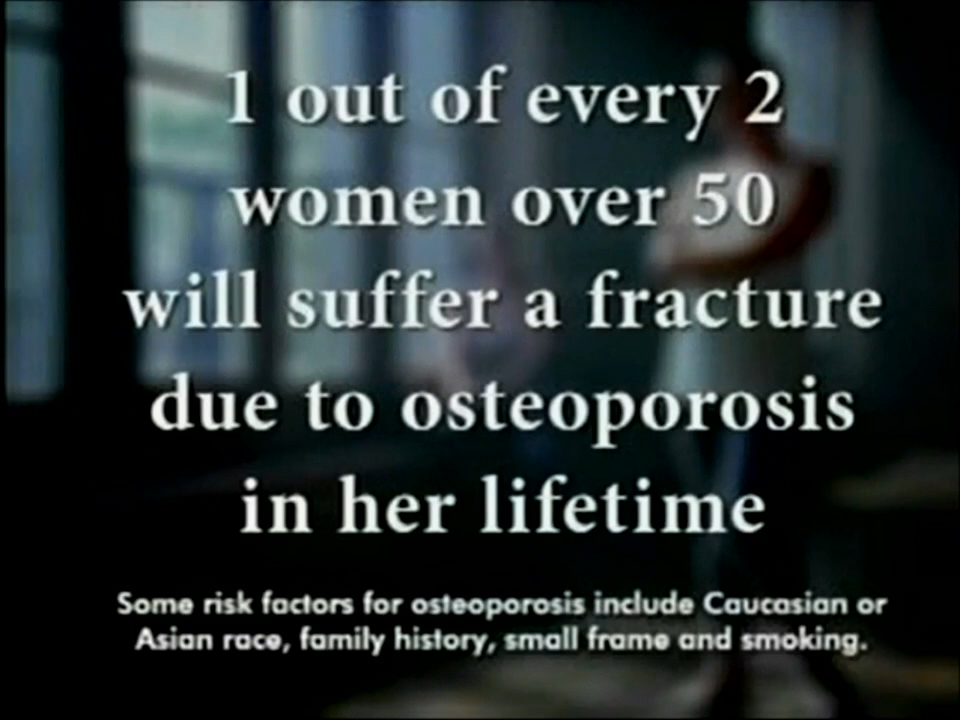 1 out of every 2
women over 50
will suffer a fracture
due to osteoporosis
in her lifetime
Some risk factors for osteoporosis include Caucasian or
Asian race, family history, small frame and smoking.